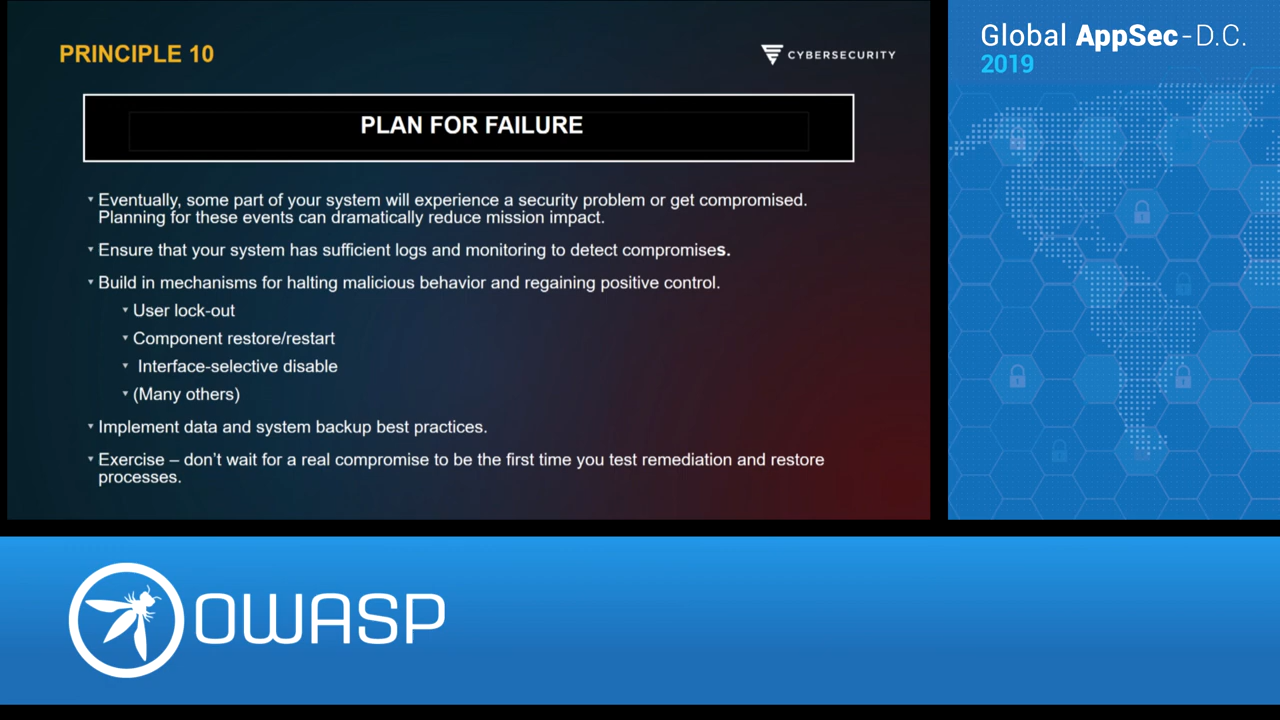 PRINCIPLE 10
CYBERSECURITY
PLAN FOR FAILURE
Eventually, some part of your system will experience a security problem or get compromised.
Planning for these events can dramatically reduce mission impact.
Ensure that your system has sufficient logs and monitoring to detect compromises.
Build in mechanisms for halting malicious behavior and regaining positive control.
User lock-out
Component restore/restart
Interface-selective disable
(Many others)
Implement data and system backup best practices.
Exercise – don’t wait for a real compromise to be the first time you test remediation and restore
processes.
Global AppSec - D.C.
2019
OWASP